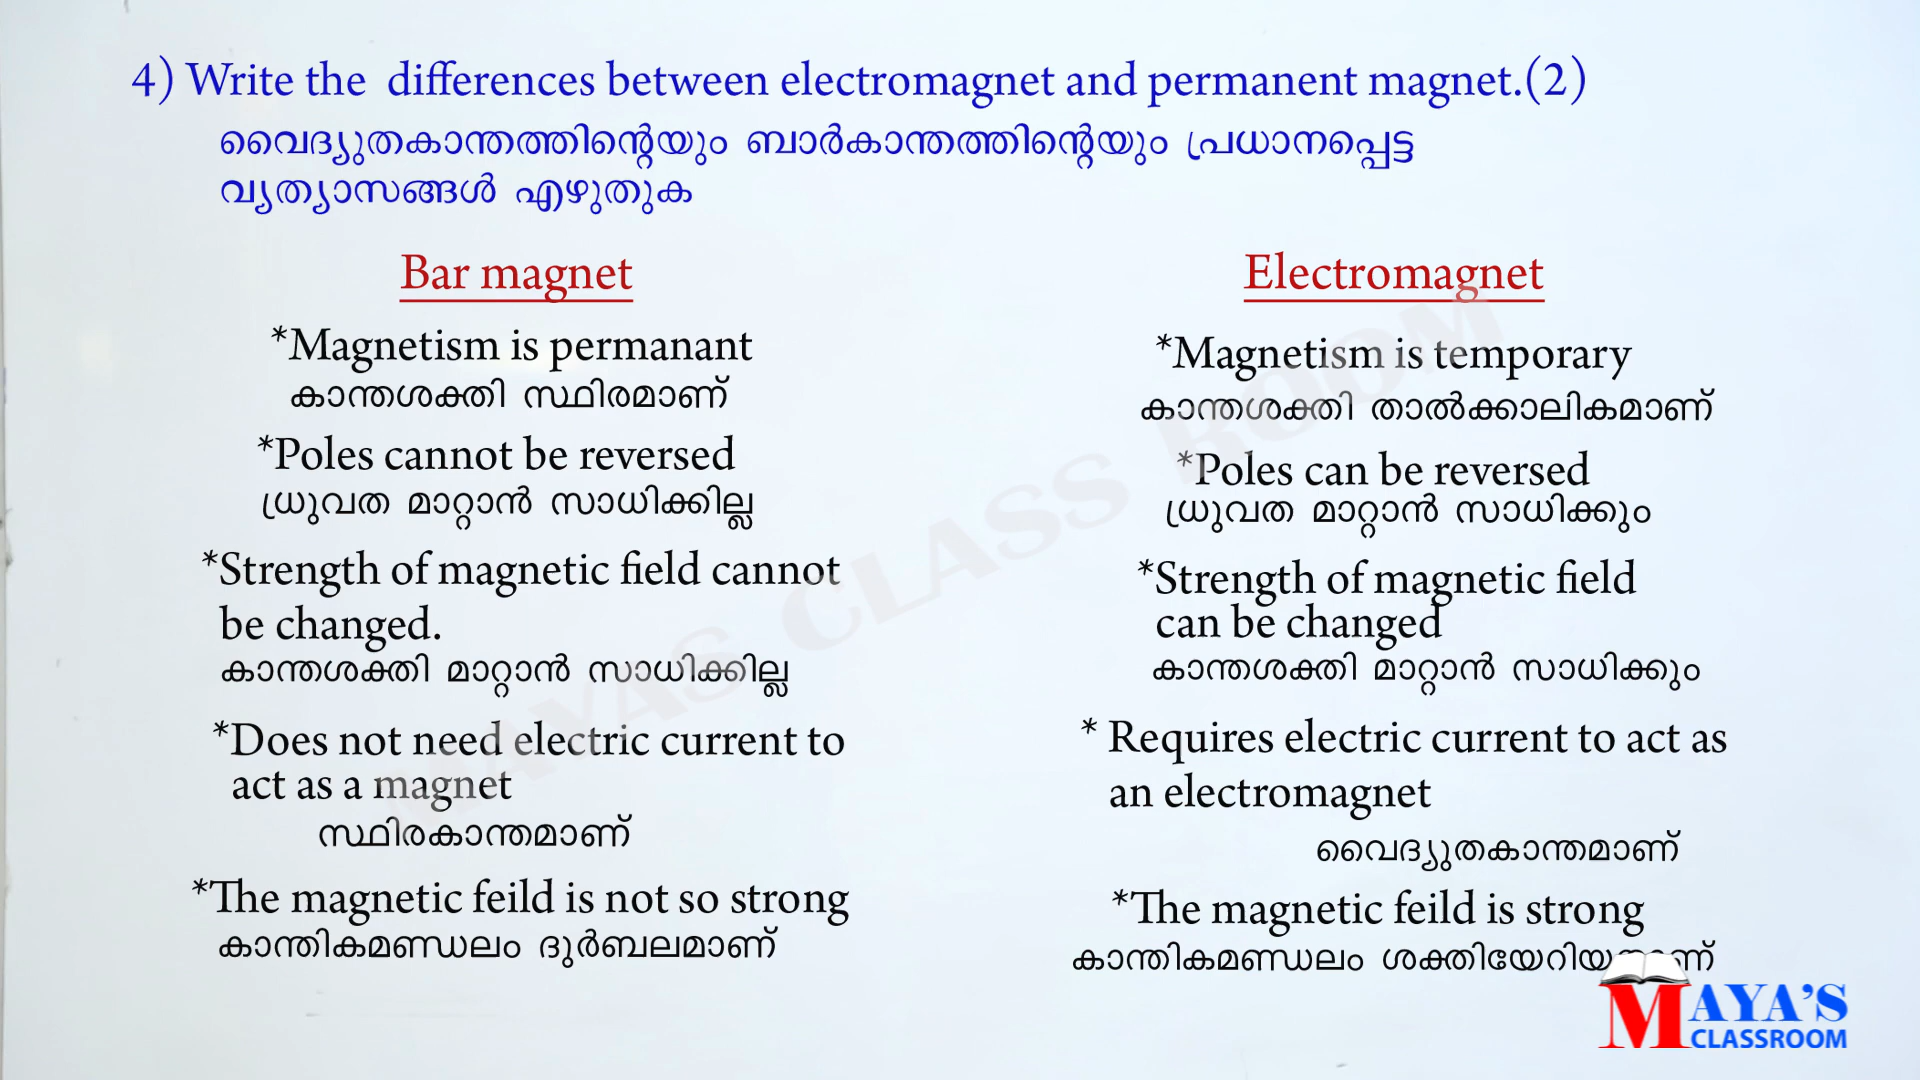 4) Write the differences between electromagnet and permanent magnet.(2)
വൈദ്യുതകാന്തത്തിന്റെയും ബാർകാന്തത്തിന്റെയും പ്രധാനപ്പെട്ട
വ്യത്യാസങ്ങൾ എഴുതുക
Bar magnet
*Magnetism is permanant
കാന്തശക്തി സ്ഥിരമാണ്
*Poles cannot be reversed
ധ്രുവത മാറ്റാൻ സാധിക്കില്ല
*Strength of magnetic field cannot
be changed.
കാന്തശക്തി മാറ്റാൻ സാധിക്കില്ല
*Does not need electric current to
act as a magnet
സ്ഥിരകാന്തമാണ്
*The magnetic feild is not so strong
കാന്തികമണ്ഡലം ദുർബലമാണ്
Electromagnet
*Magnetism is temporary
കാന്തശക്തി താൽക്കാലികമാണ്
*Poles can be reversed
ധ്രുവത മാറ്റാൻ സാധിക്കും
*Strength of magnetic field
can be changed
കാന്തശക്തി മാറ്റാൻ സാധിക്കും
* Requires electric current to act as
an electromagnet
വൈദ്യുതകാന്തമാണ്
*The magnetic feild is strong
കാന്തികമണ്ഡലം
MAYAS CLASS ROOM
MAYA'S
CLASSROOM